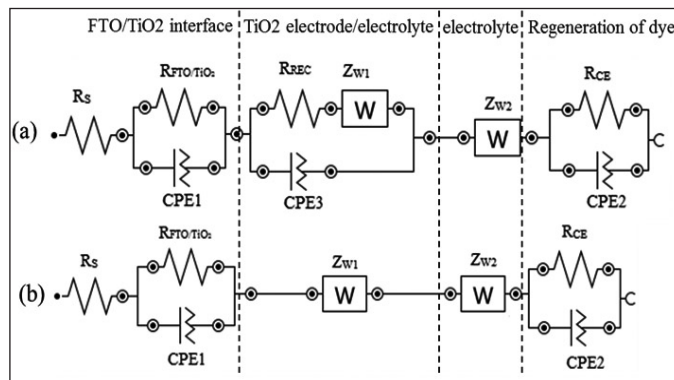 FTO/TiO2 interface TiO2 electrode/electrolyte electrolyte Regeneration of dye
(a) RS RFTO/TiO₂ CPE1 RREC ZW1 W CPE3 ZW2 W RCE CPE2
(b) RS RFTO/TiO₂ CPE1 ZW1 W ZW2 W RCE CPE2